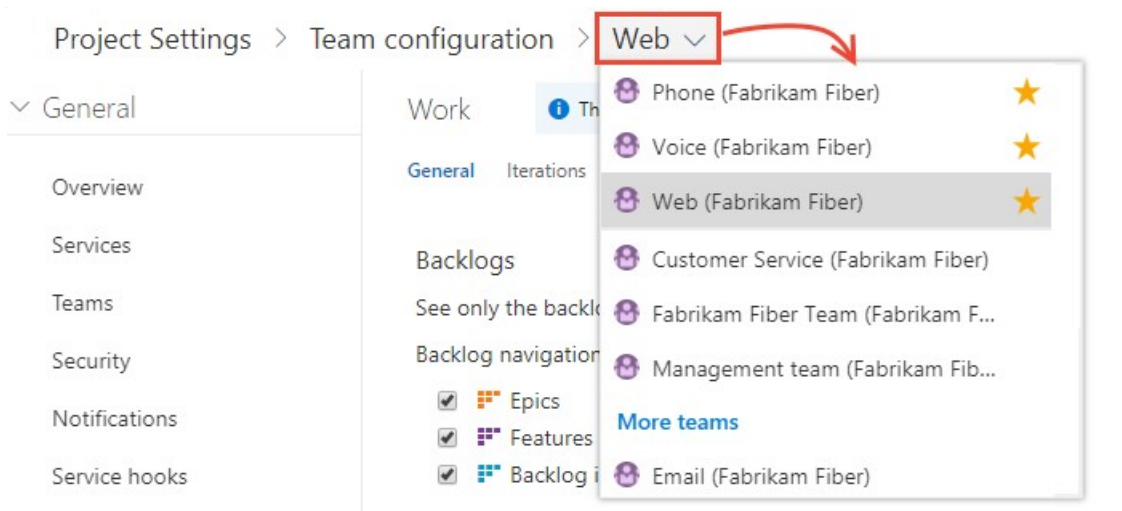 Project Settings > Team configuration > Web
General
Overview
Services
Teams
Security
Notifications
Service hooks
Work
Th
General Iterations
Backlogs
See only the backlo
Backlog navigation
Epics
Features
Backlog i
Phone (Fabrikam Fiber)
Voice (Fabrikam Fiber)
Web (Fabrikam Fiber)
Customer Service (Fabrikam Fiber)
Fabrikam Fiber Team (Fabrikam F...
Management team (Fabrikam Fib...
More teams
Email (Fabrikam Fiber)